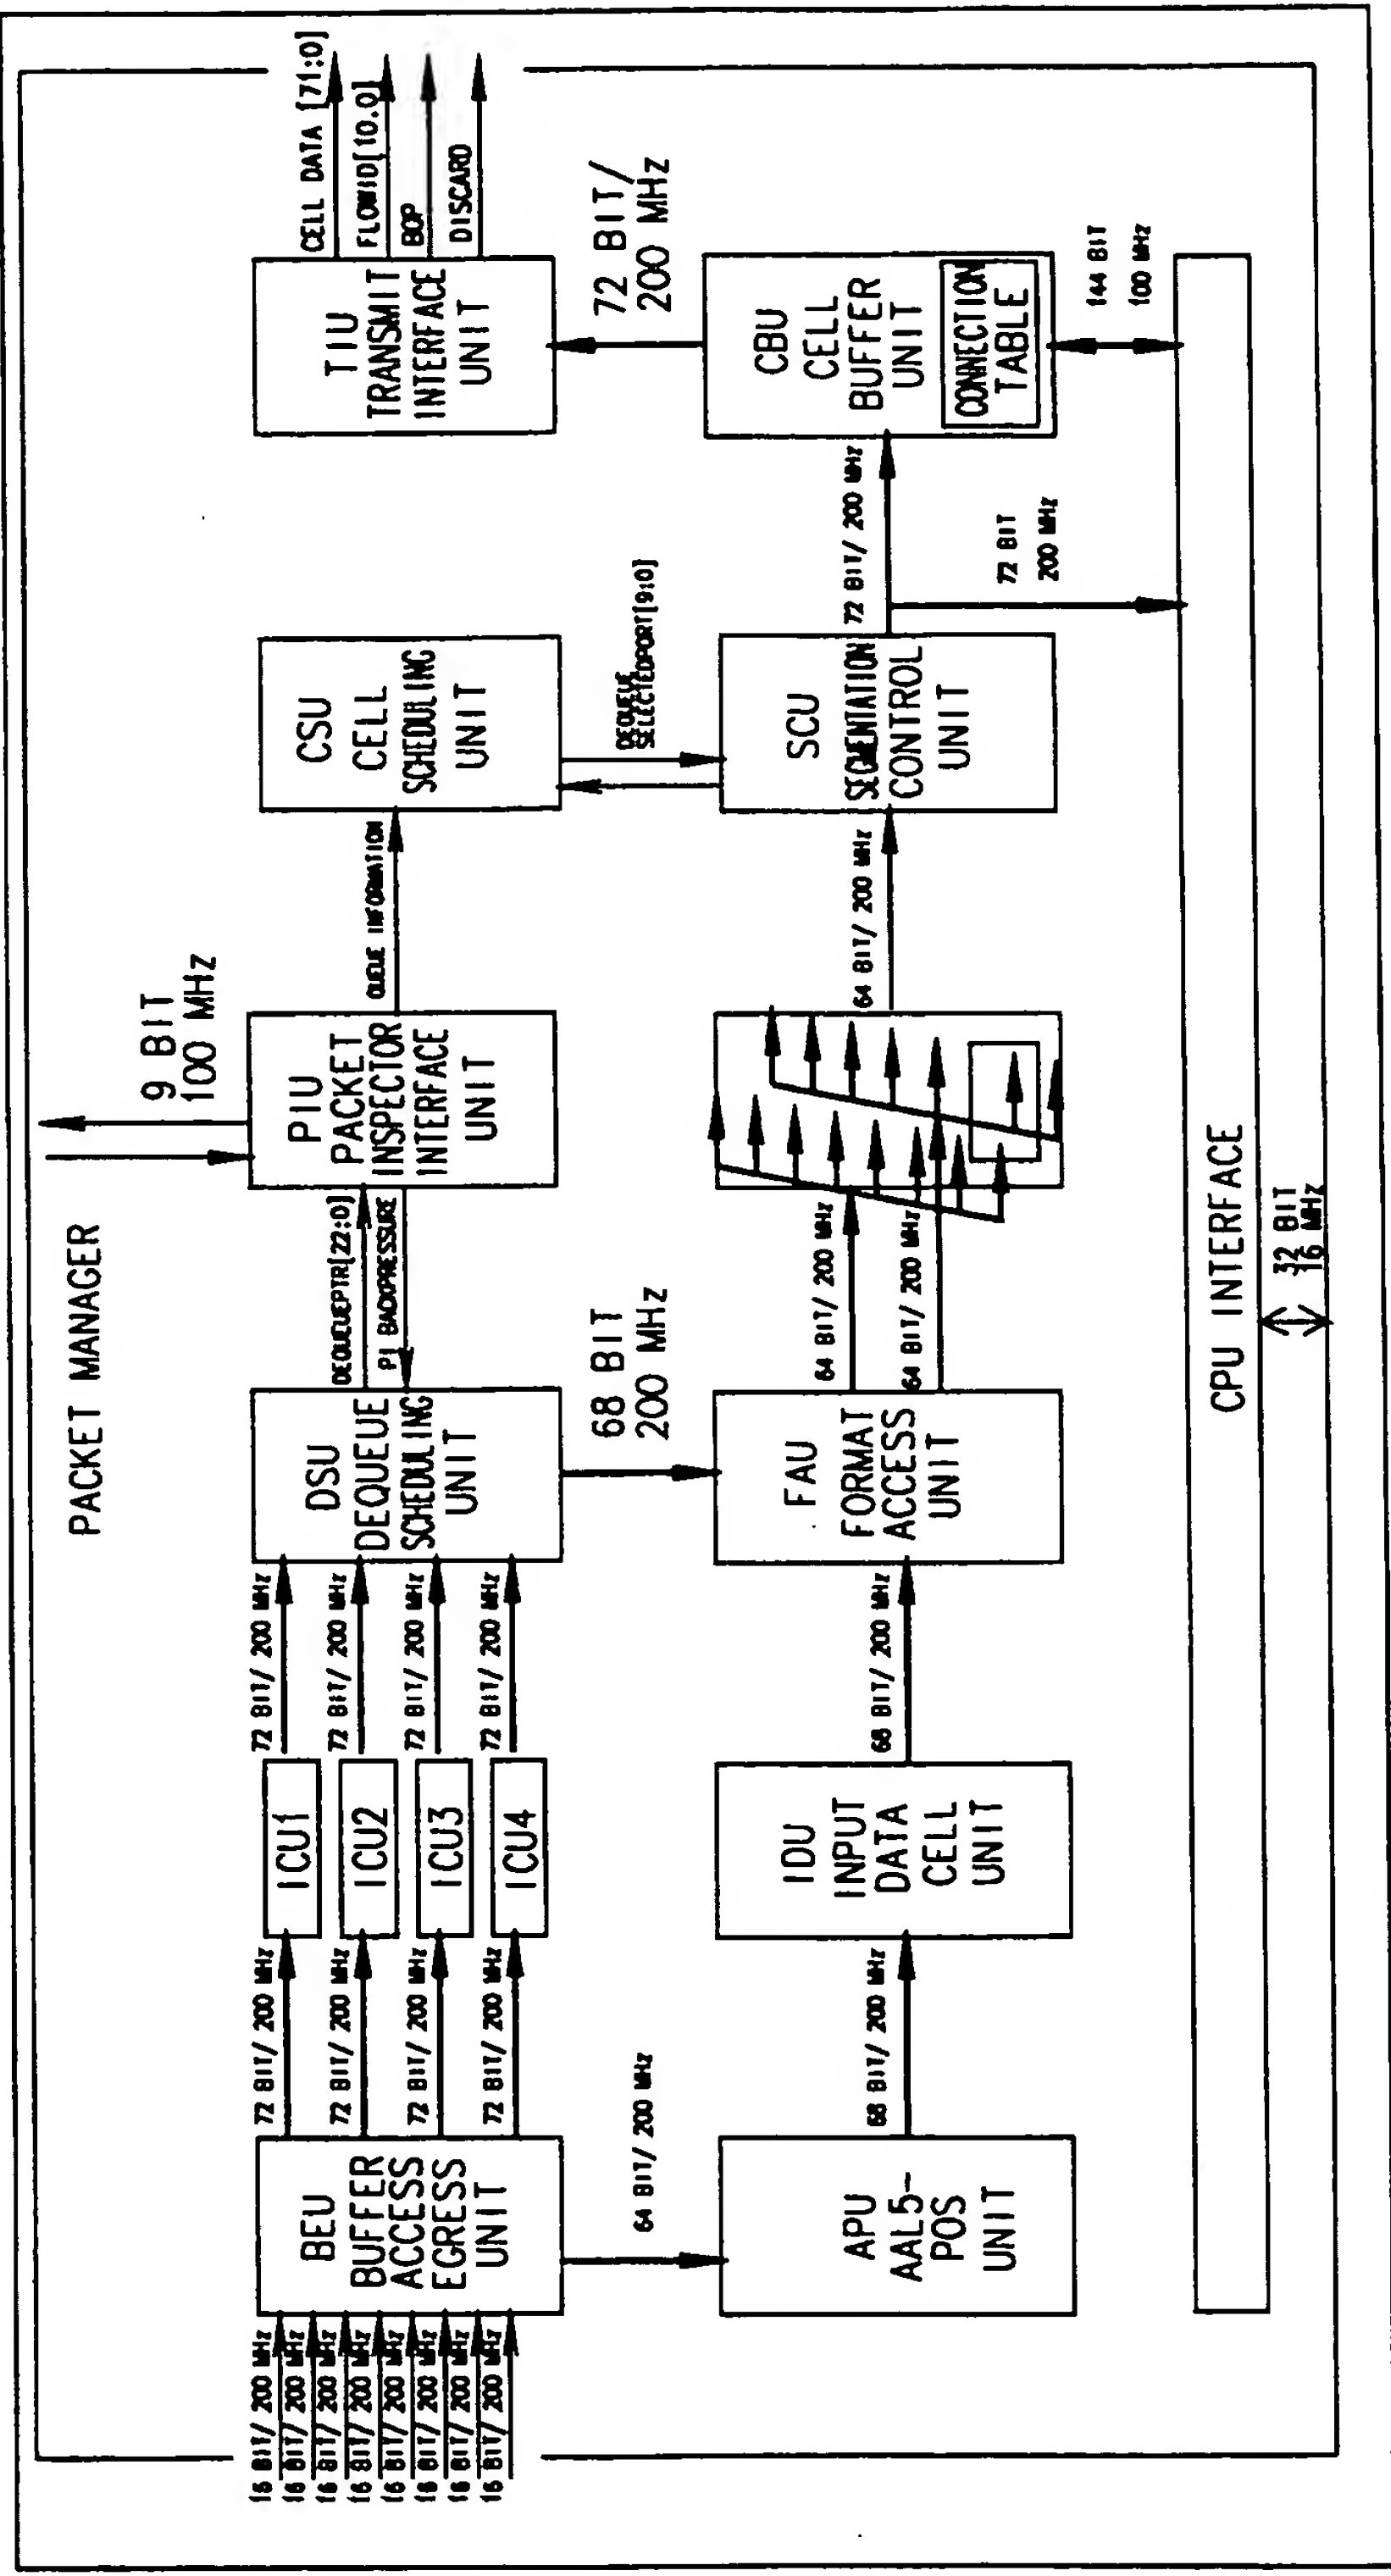 PACKET MANAGER
9 BIT
100 MHz
16 BIT/ 200 MHz
16 BIT/ 200 MHz
16 BIT/ 200 MHz
16 BIT/ 200 MHz
16 BIT/ 200 MHz
16 BIT/ 200 MHz
16 BIT/ 200 MHz
16 BIT/ 200 MHz
BEU
BUFFER
ACCESS
EGRESS
UNIT
72 BIT/ 200 MHz
72 BIT/ 200 MHz
72 BIT/ 200 MHz
72 BIT/ 200 MHz
ICU1
ICU2
ICU3
ICU4
72 BIT/ 200 MHz
72 BIT/ 200 MHz
72 BIT/ 200 MHz
72 BIT/ 200 MHz
DSU
DEQUEUE
SCHEDULING
UNIT
DEQUEUEPTR[22:0]
PI BACKPRESSURE
PIU
PACKET
INSPECTOR
INTERFACE
UNIT
QUEUE INFORMATION
CSU
CELL
SCHEDULING
UNIT
TIU
TRANSMIT
INTERFACE
UNIT
CELL DATA [71:0]
FLOWID[10.0]
BOP
DISCARD
64 BIT/ 200 MHz
68 BIT
200 MHz
DEQUEUE
SELECTEDPORT[9:0]
72 BIT/
200 MHz
APU
AAL5-
POS
UNIT
68 BIT/ 200 MHz
IDU
INPUT
DATA
CELL
UNIT
68 BIT/ 200 MHz
FAU
FORMAT
ACCESS
UNIT
64 BIT/ 200 MHz
64 BIT/ 200 MHz
64 BIT/ 200 MHz
SCU
SEGMENTATION
CONTROL
UNIT
72 BIT/ 200 MHz
CBU
CELL
BUFFER
UNIT
CONNECTION
TABLE
72 BIT
200 MHz
144 BIT
100 MHz
CPU INTERFACE
32 BIT
16 MHz